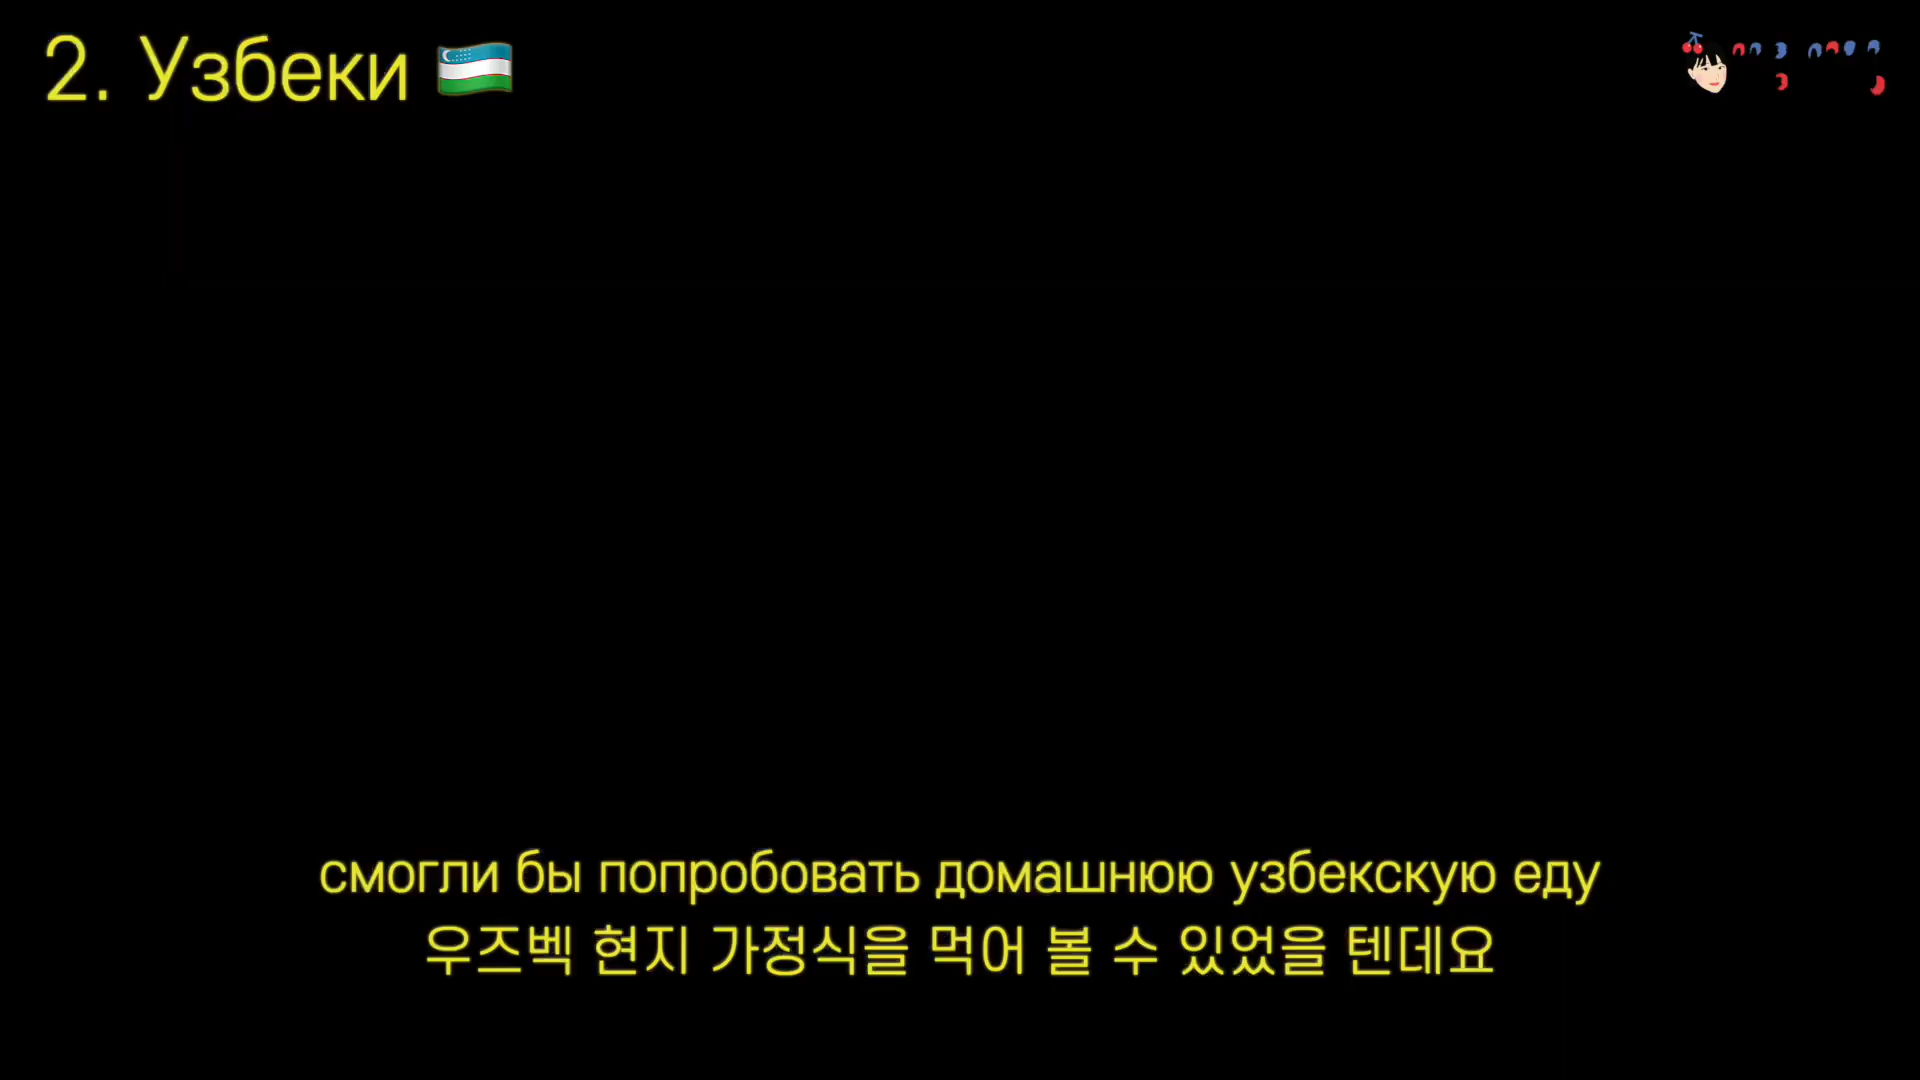 2. Узбеки
смогли бы попробовать домашнюю узбекскую еду
우즈벡 현지 가정식을 먹어 볼 수 있었을 텐데요